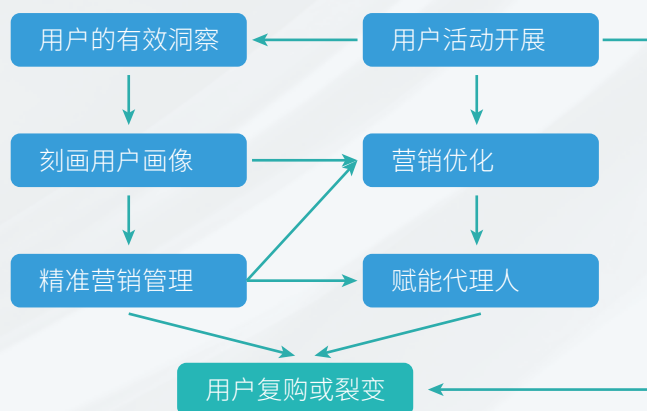 用户的有效洞察
用户活动开展
刻画用户画像
营销优化
精准营销管理
赋能代理人
用户复购或裂变